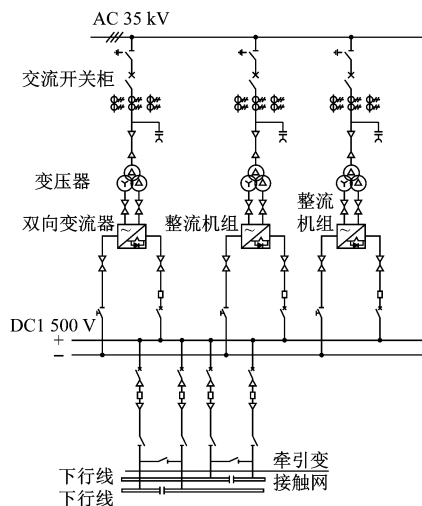 AC 35 kV
交流开关柜
变压器
双向变流器
整流机组
整流
机组
DC1 500 V
+
−
牵引变
下行线
接触网
下行线